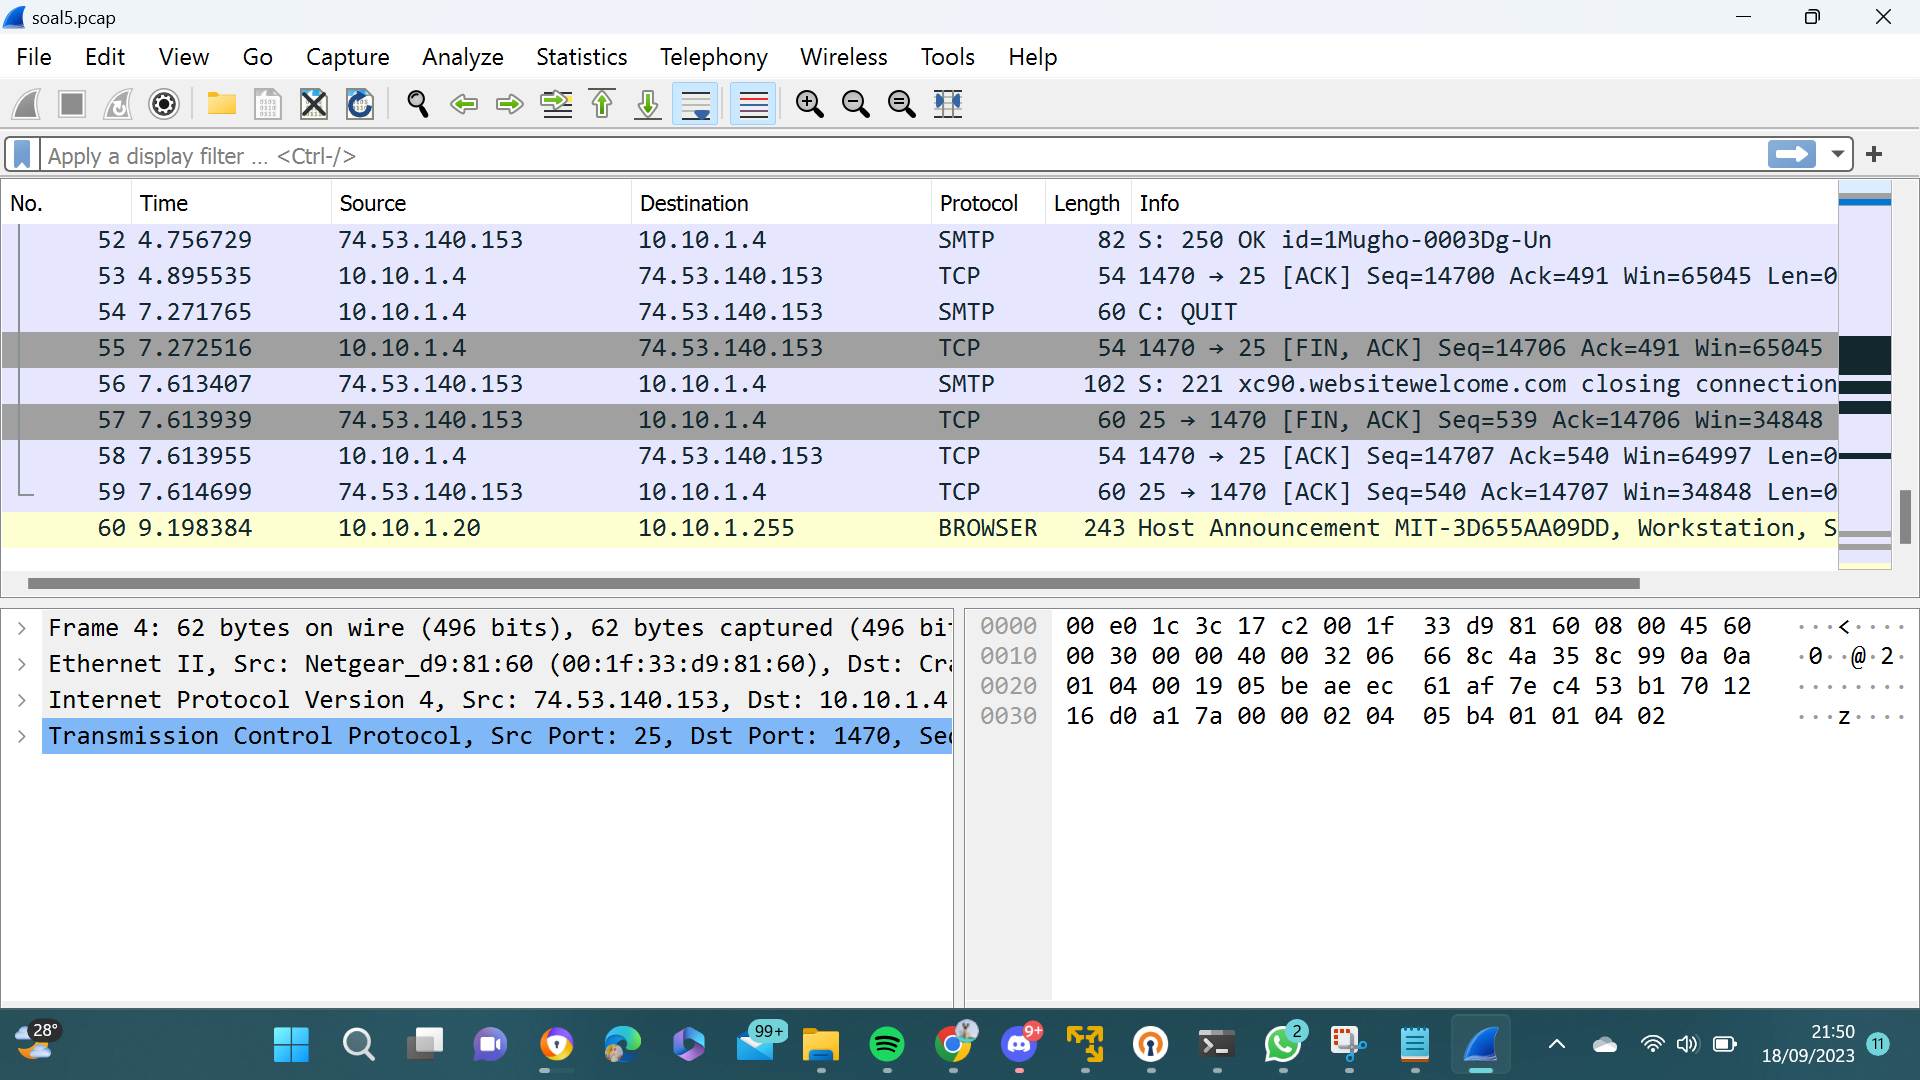 soal5.pcap
File Edit View Go Capture Analyze Statistics Telephony Wireless Tools Help
Apply a display filter ... <Ctrl-/>
No. Time Source Destination Protocol Length Info
52 4.756729 74.53.140.153 10.10.1.4 SMTP 82 S: 250 OK id=1Mugho-0003Dg-Un
53 4.895535 10.10.1.4 74.53.140.153 TCP 54 1470 → 25 [ACK] Seq=14700 Ack=491 Win=65045 Len=0
54 7.271765 10.10.1.4 74.53.140.153 SMTP 60 C: QUIT
55 7.272516 10.10.1.4 74.53.140.153 TCP 54 1470 → 25 [FIN, ACK] Seq=14706 Ack=491 Win=65045
56 7.613407 74.53.140.153 10.10.1.4 SMTP 102 S: 221 xc90.websitewelcome.com closing connection
57 7.613939 74.53.140.153 10.10.1.4 TCP 60 25 → 1470 [FIN, ACK] Seq=539 Ack=14706 Win=34848
58 7.613955 10.10.1.4 74.53.140.153 TCP 54 1470 → 25 [ACK] Seq=14707 Ack=540 Win=64997 Len=0
59 7.614699 74.53.140.153 10.10.1.4 TCP 60 25 → 1470 [ACK] Seq=540 Ack=14707 Win=34848 Len=0
60 9.198384 10.10.1.20 10.10.1.255 BROWSER 243 Host Announcement MIT-3D655AA09DD, Workstation, S
Frame 4: 62 bytes on wire (496 bits), 62 bytes captured (496 bi
Ethernet II, Src: Netgear_d9:81:60 (00:1f:33:d9:81:60), Dst: Cra
Internet Protocol Version 4, Src: 74.53.140.153, Dst: 10.10.1.4
Transmission Control Protocol, Src Port: 25, Dst Port: 1470, Se
0000 00 e0 1c 3c 17 c2 00 1f 33 d9 81 60 08 00 45 60 ···<····
0010 00 30 00 00 40 00 32 06 66 8c 4a 35 8c 99 0a 0a ·0··@·2·
0020 01 04 00 19 05 be ae ec 61 af 7e c4 53 b1 70 12 ········
0030 16 d0 a1 7a 00 00 02 04 05 b4 01 01 04 02 ···z····
28°
99+
9+
2
21:50
18/09/2023
11